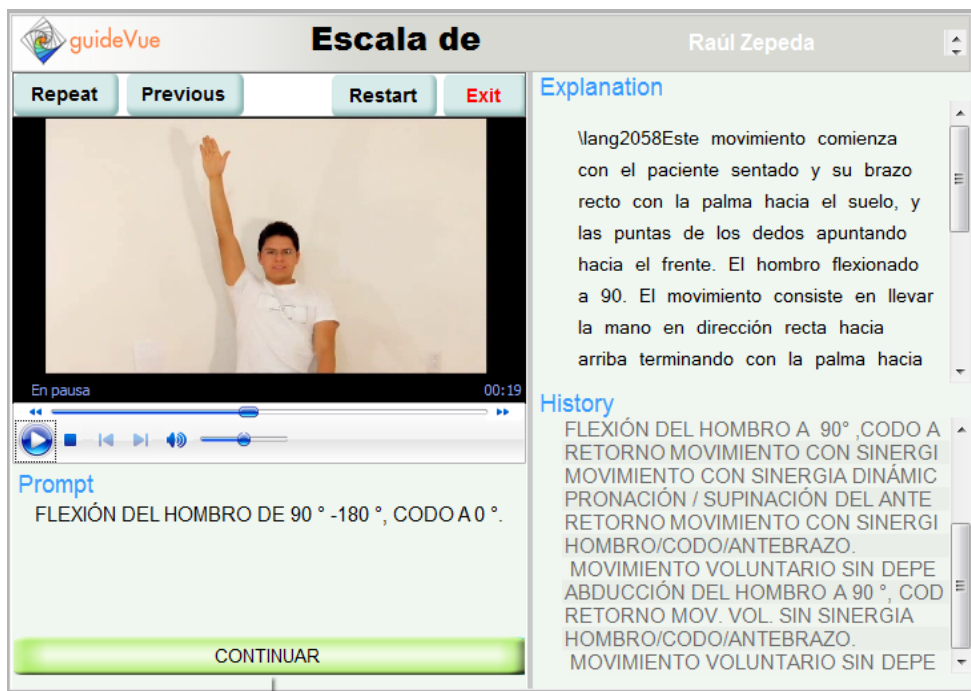 guideVue
Escala de
Raúl Zepeda
Repeat
Previous
Restart
Exit
En pausa
00:19
Prompt
FLEXIÓN DEL HOMBRO DE 90 ° -180 °, CODO A 0 °.
CONTINUAR
Explanation
\lang2058Este movimiento comienza
con el paciente sentado y su brazo
recto con la palma hacia el suelo, y
las puntas de los dedos apuntando
hacia el frente. El hombro flexionado
a 90. El movimiento consiste en llevar
la mano en dirección recta hacia
arriba terminando con la palma hacia
History
FLEXIÓN DEL HOMBRO A 90° ,CODO A
RETORNO MOVIMIENTO CON SINERGI
MOVIMIENTO CON SINERGIA DINÁMIC
PRONACIÓN / SUPINACIÓN DEL ANTE
RETORNO MOVIMIENTO CON SINERGI
HOMBRO/CODO/ANTEBRAZO.
MOVIMIENTO VOLUNTARIO SIN DEPE
ABDUCCIÓN DEL HOMBRO A 90 °, COD
RETORNO MOV. VOL. SIN SINERGIA
HOMBRO/CODO/ANTEBRAZO.
MOVIMIENTO VOLUNTARIO SIN DEPE